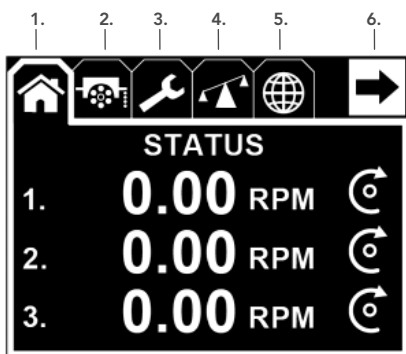 1. 2. 3. 4. 5. 6.
STATUS
1. 0.00 RPM
2. 0.00 RPM
3. 0.00 RPM